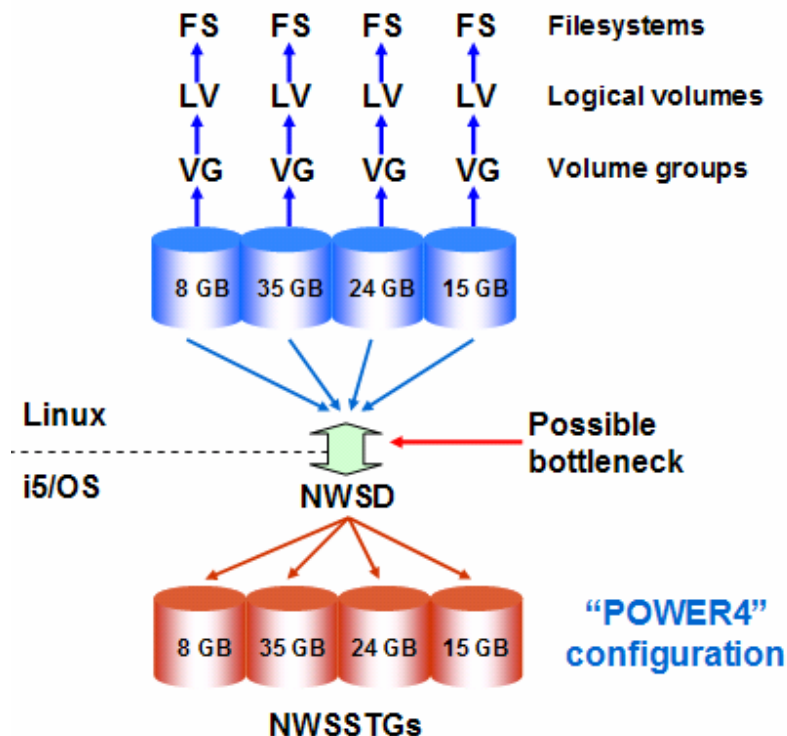 FS FS FS FS Filesystems
LV LV LV LV Logical volumes
VG VG VG VG Volume groups
8 GB 35 GB 24 GB 15 GB
Linux
Possible
bottleneck
i5/OS
NWSD
8 GB 35 GB 24 GB 15 GB
“POWER4”
configuration
NWSSTGs